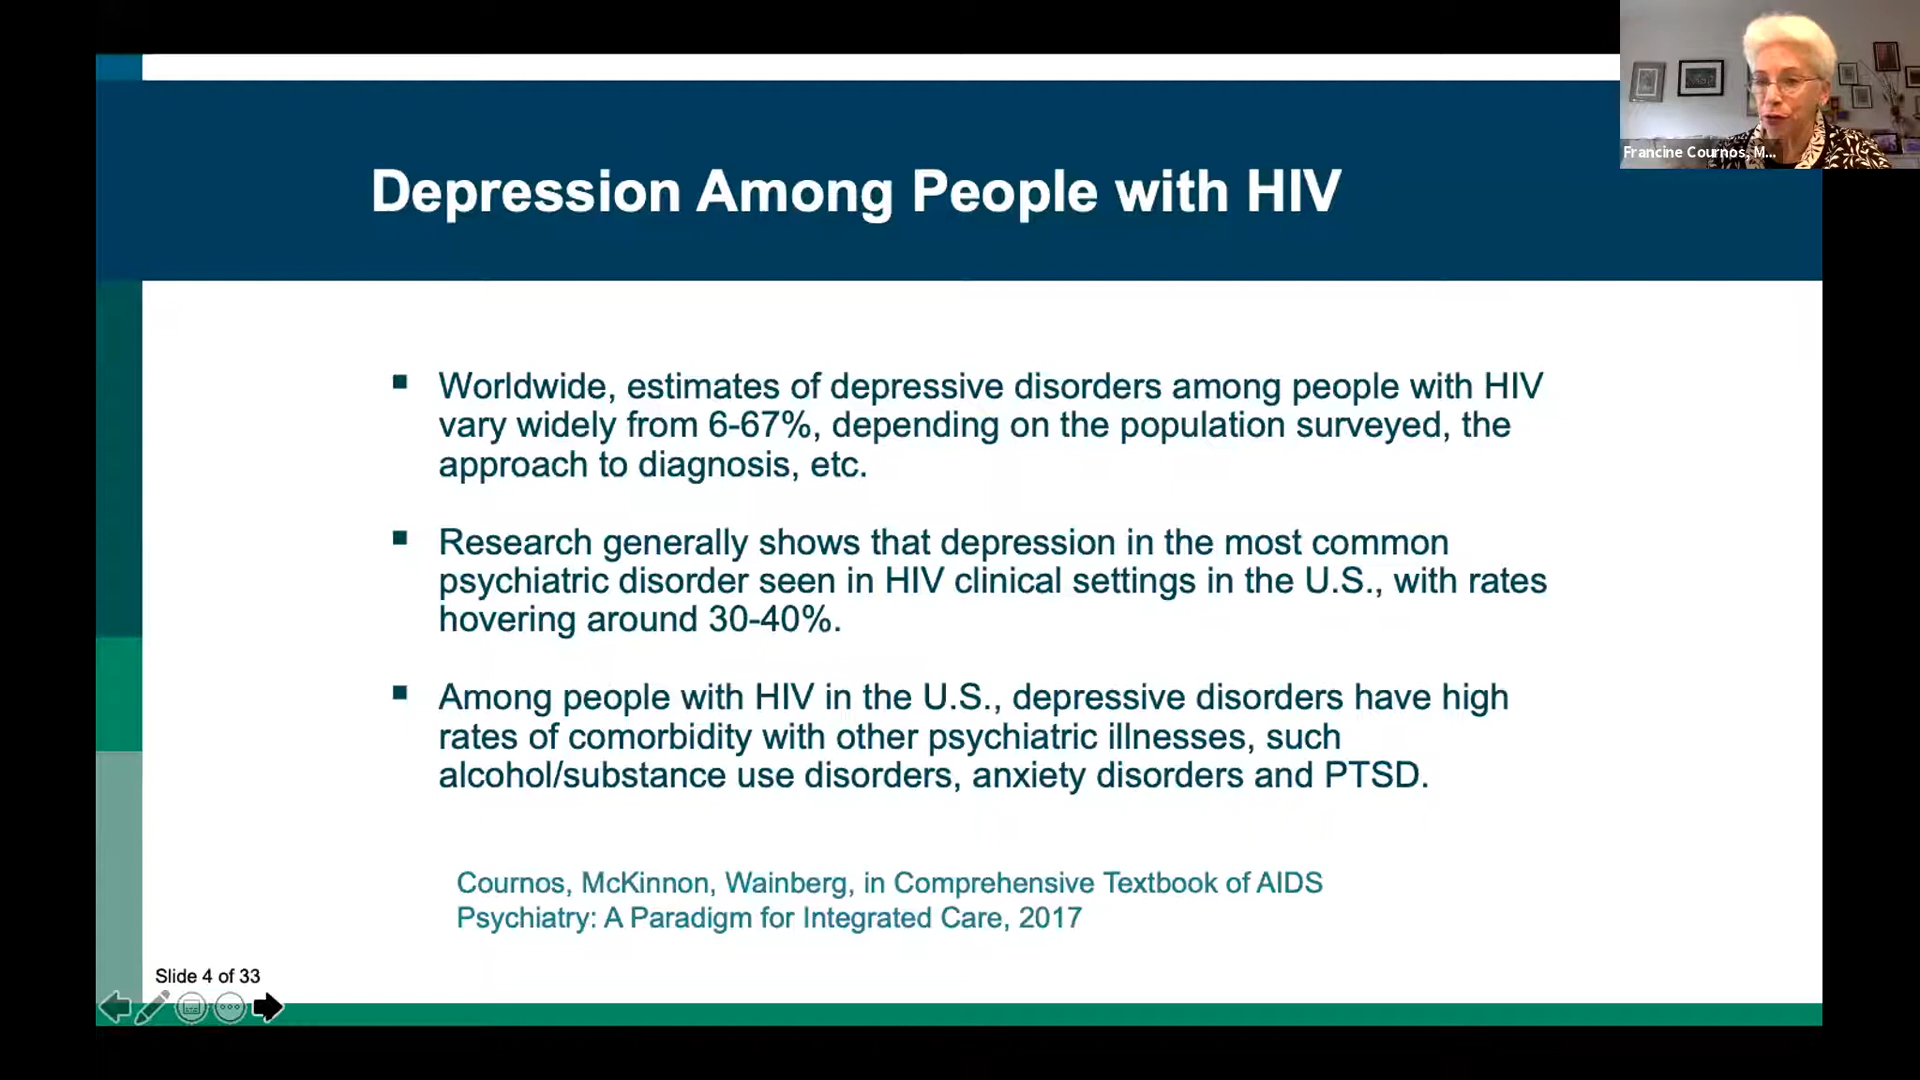 Francine Cournos, M...
Depression Among People with HIV
▪ Worldwide, estimates of depressive disorders among people with HIV
vary widely from 6-67%, depending on the population surveyed, the
approach to diagnosis, etc.
▪ Research generally shows that depression in the most common
psychiatric disorder seen in HIV clinical settings in the U.S., with rates
hovering around 30-40%.
▪ Among people with HIV in the U.S., depressive disorders have high
rates of comorbidity with other psychiatric illnesses, such
alcohol/substance use disorders, anxiety disorders and PTSD.
Cournos, McKinnon, Wainberg, in Comprehensive Textbook of AIDS
Psychiatry: A Paradigm for Integrated Care, 2017
Slide 4 of 33